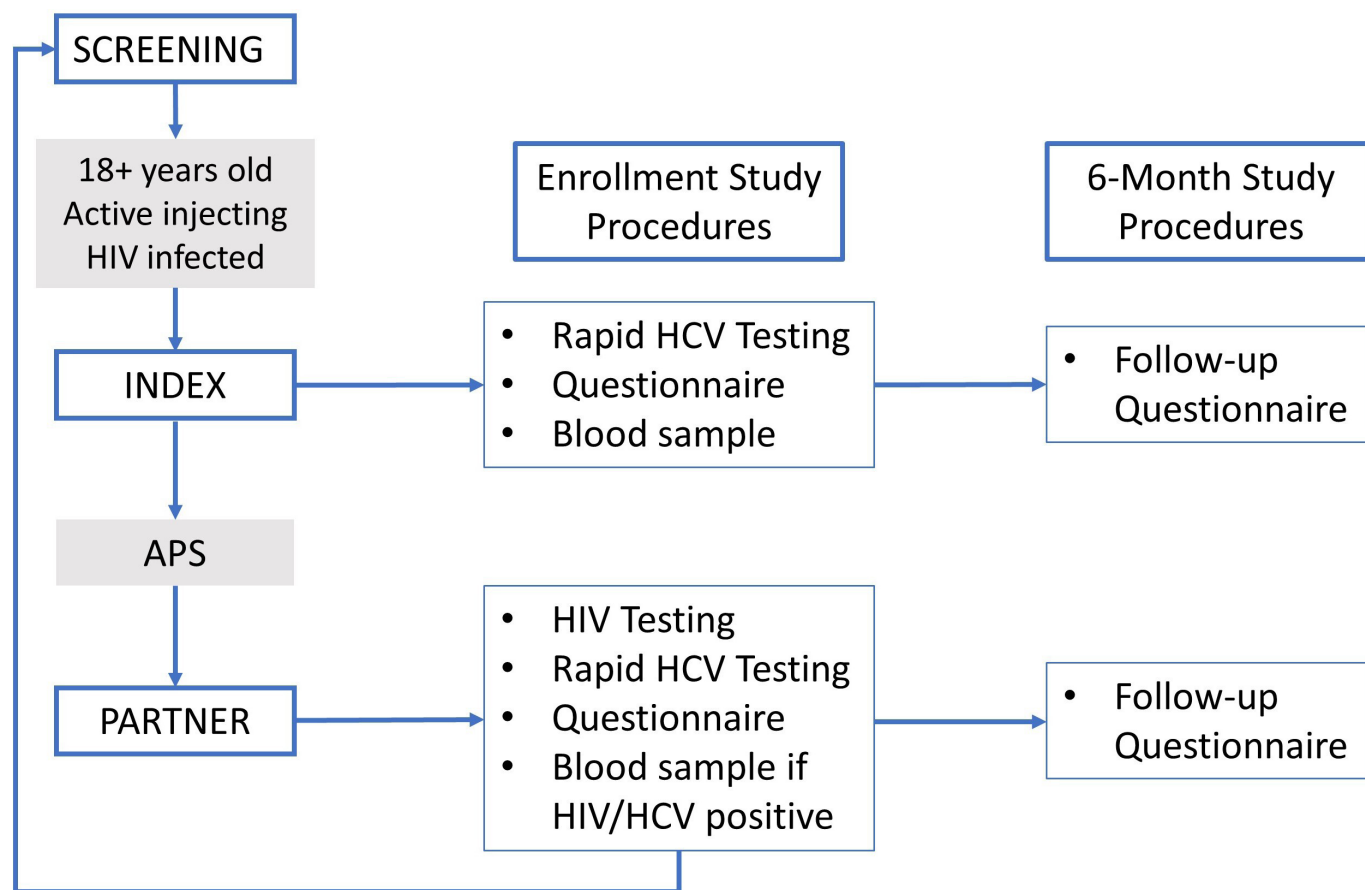 SCREENING
18+ years old
Active injecting
HIV infected
INDEX
APS
PARTNER
Enrollment Study
Procedures
• Rapid HCV Testing
• Questionnaire
• Blood sample
• HIV Testing
• Rapid HCV Testing
• Questionnaire
• Blood sample if
HIV/HCV positive
6-Month Study
Procedures
• Follow-up
Questionnaire
• Follow-up
Questionnaire